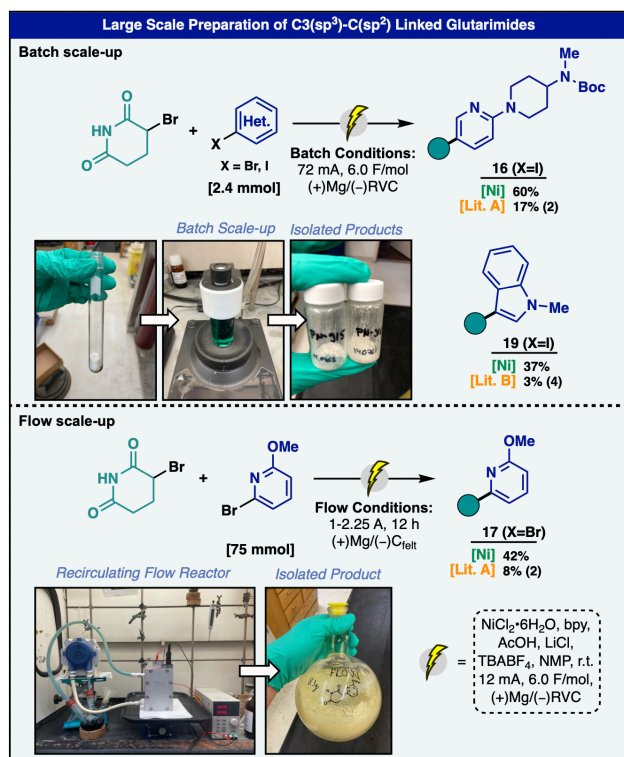 Large Scale Preparation of C3(sp³)-C(sp²) Linked Glutarimides
Batch scale-up
O
HN
Br
O
+
Het.
X
X = Br, I
[2.4 mmol]
Batch Conditions:
72 mA, 6.0 F/mol
(+)Mg/(−)RVC
Me
N
Boc
N
N
16 (X=I)
[Ni] 60%
[Lit. A] 17% (2)
Batch Scale-up
Isolated Products
N
Me
19 (X=I)
[Ni] 37%
[Lit. B] 3% (4)
Flow scale-up
O
HN
Br
O
+
OMe
N
Br
[75 mmol]
Flow Conditions:
1-2.25 A, 12 h
(+)Mg/(−)Cfelt
OMe
N
17 (X=Br)
[Ni] 42%
[Lit. A] 8% (2)
Recirculating Flow Reactor
Isolated Product
FLO
=
NiCl₂•6H₂O, bpy,
AcOH, LiCl,
TBABF₄, NMP, r.t.
12 mA, 6.0 F/mol,
(+)Mg/(−)RVC